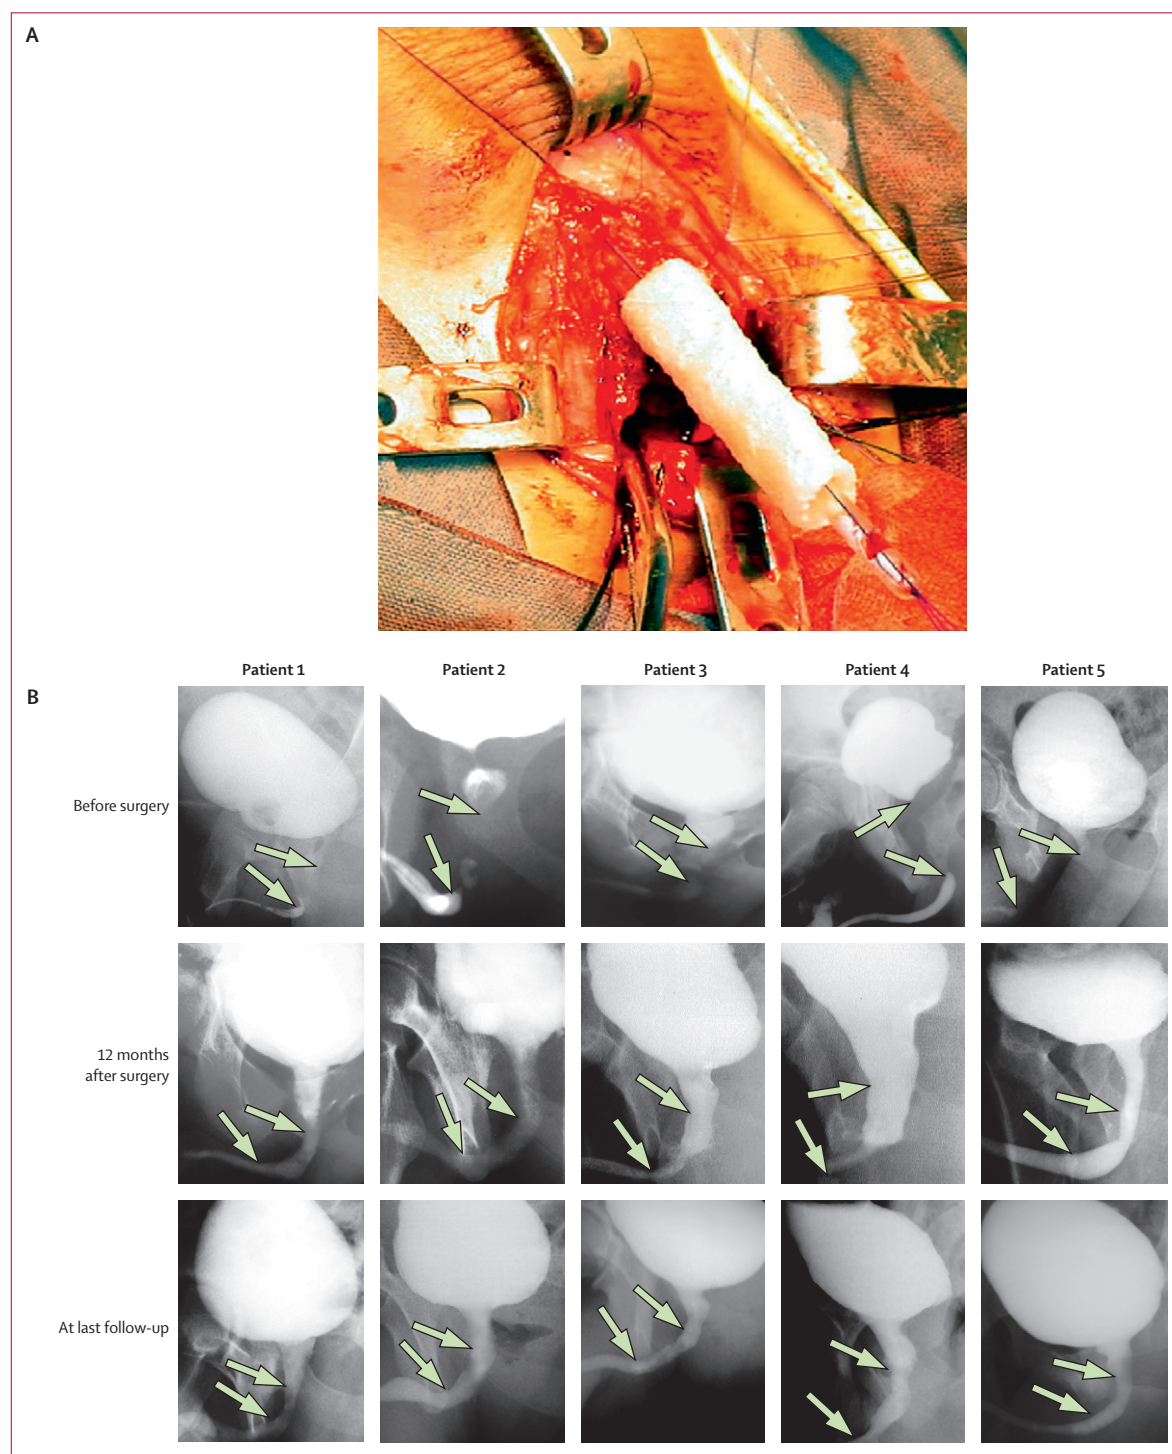 A
B
Patient 1
Patient 2
Patient 3
Patient 4
Patient 5
Before surgery
12 months
after surgery
At last follow-up